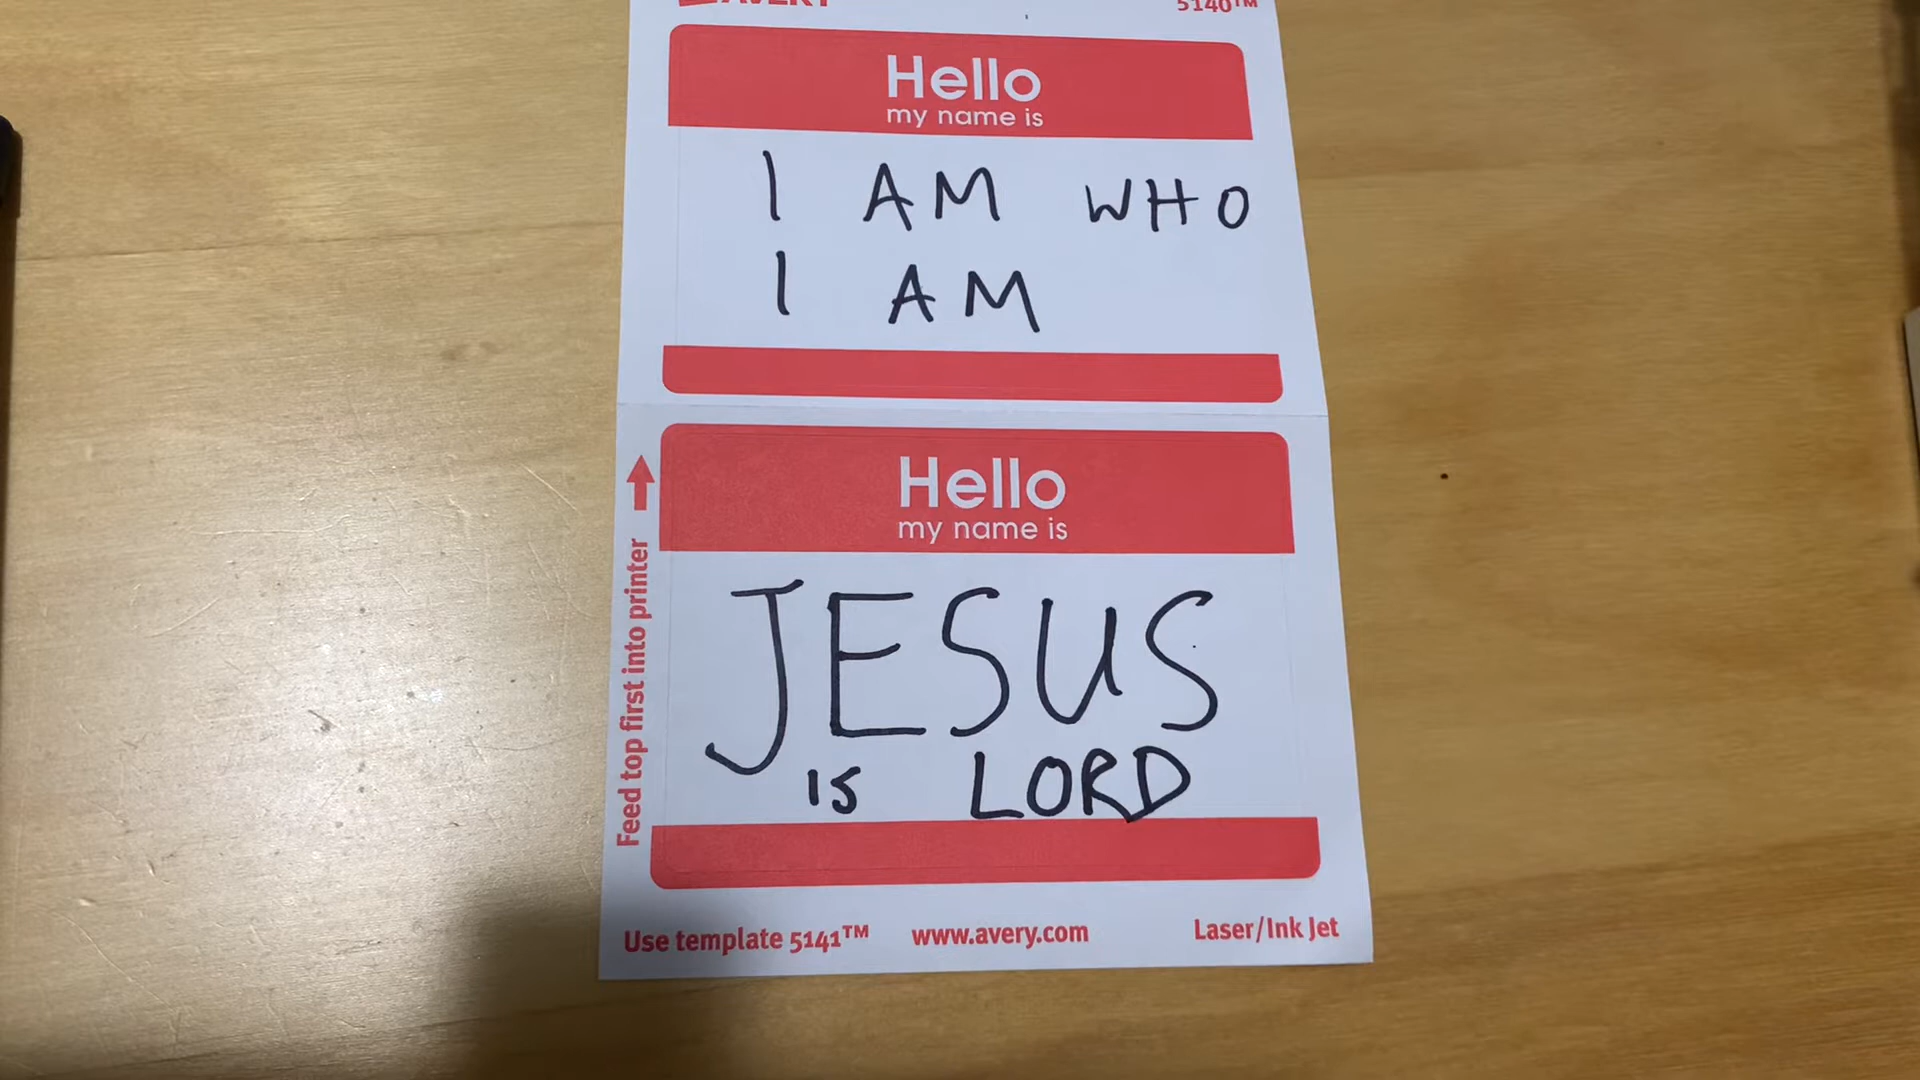 AVERY 5140™
Hello
my name is
I AM WHO
I AM
Hello
my name is
JESUS
IS LORD
Feed top first into printer
Use template 5141™ www.avery.com Laser/Ink Jet